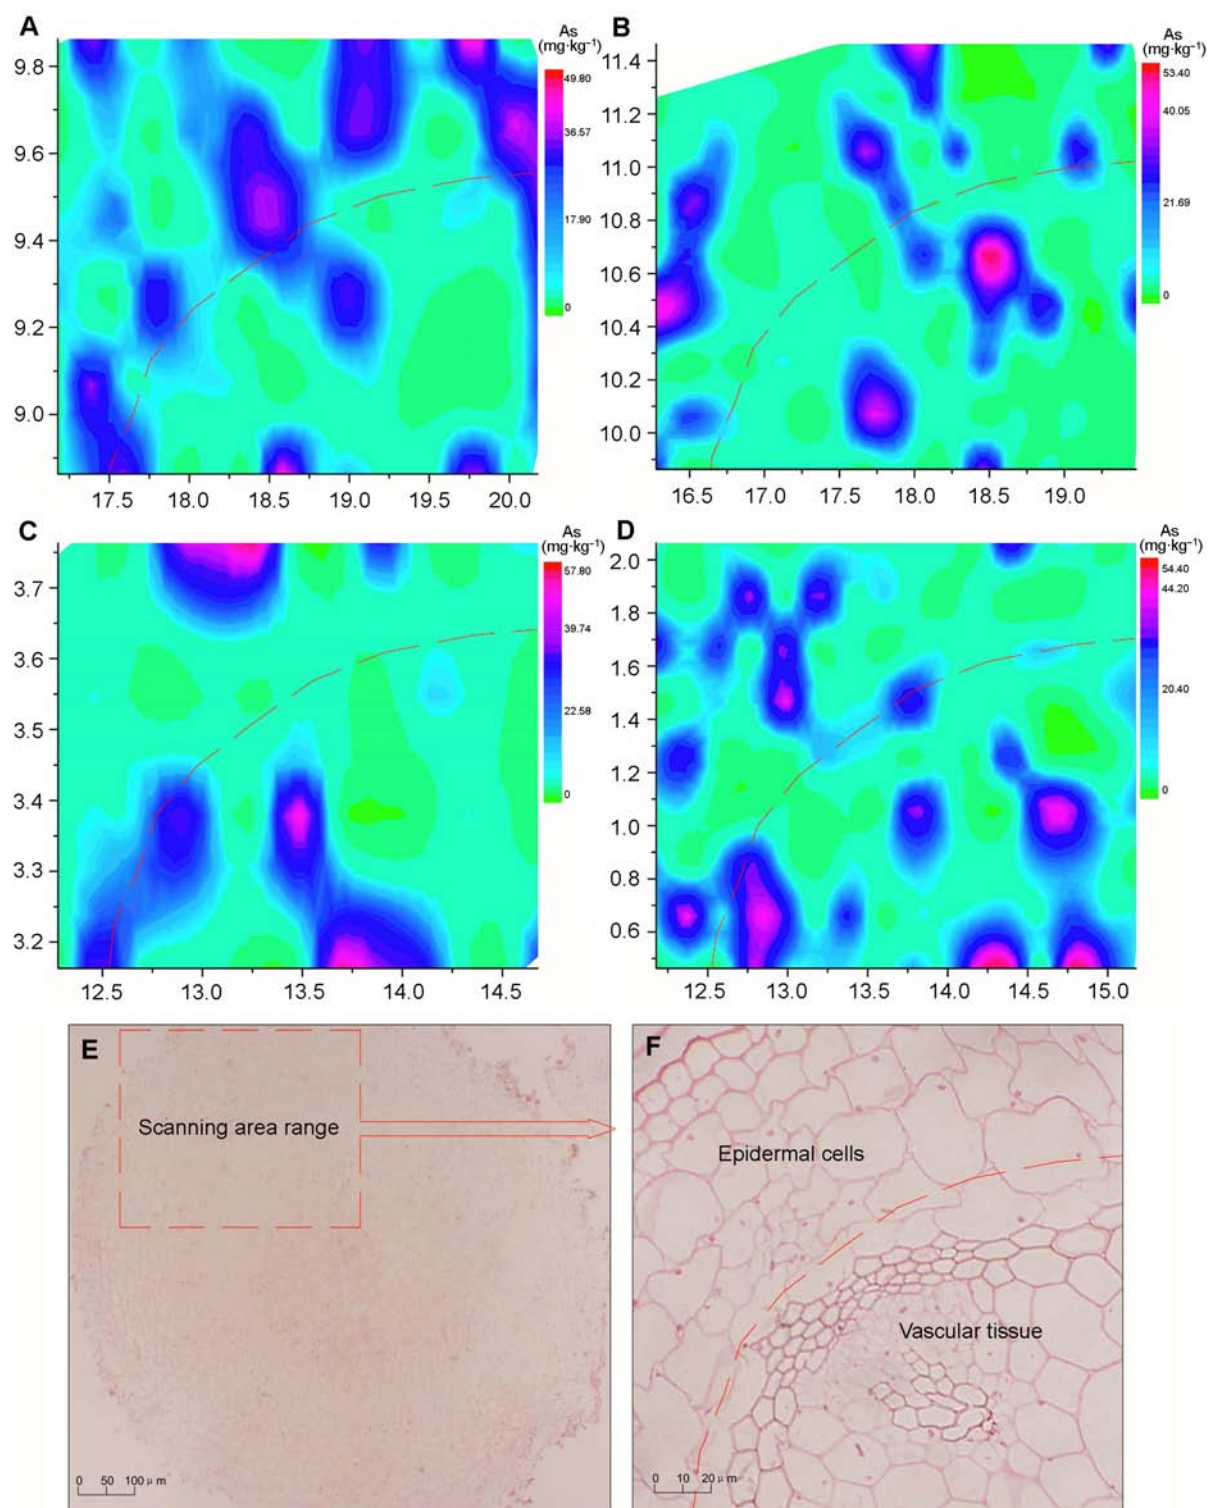 A
As
(mg·kg⁻¹)
49.80
36.57
17.90
0
9.8
9.6
9.4
9.2
9.0
17.5 18.0 18.5 19.0 19.5 20.0
B
As
(mg·kg⁻¹)
53.40
40.05
21.69
0
11.4
11.2
11.0
10.8
10.6
10.4
10.2
10.0
16.5 17.0 17.5 18.0 18.5 19.0
C
As
(mg·kg⁻¹)
57.80
39.74
22.58
0
3.7
3.6
3.5
3.4
3.3
3.2
12.5 13.0 13.5 14.0 14.5
D
As
(mg·kg⁻¹)
54.40
44.20
20.40
0
2.0
1.8
1.6
1.4
1.2
1.0
0.8
0.6
12.5 13.0 13.5 14.0 14.5 15.0
E
Scanning area range
0 50 100 μm
F
Epidermal cells
Vascular tissue
0 10 20 μm